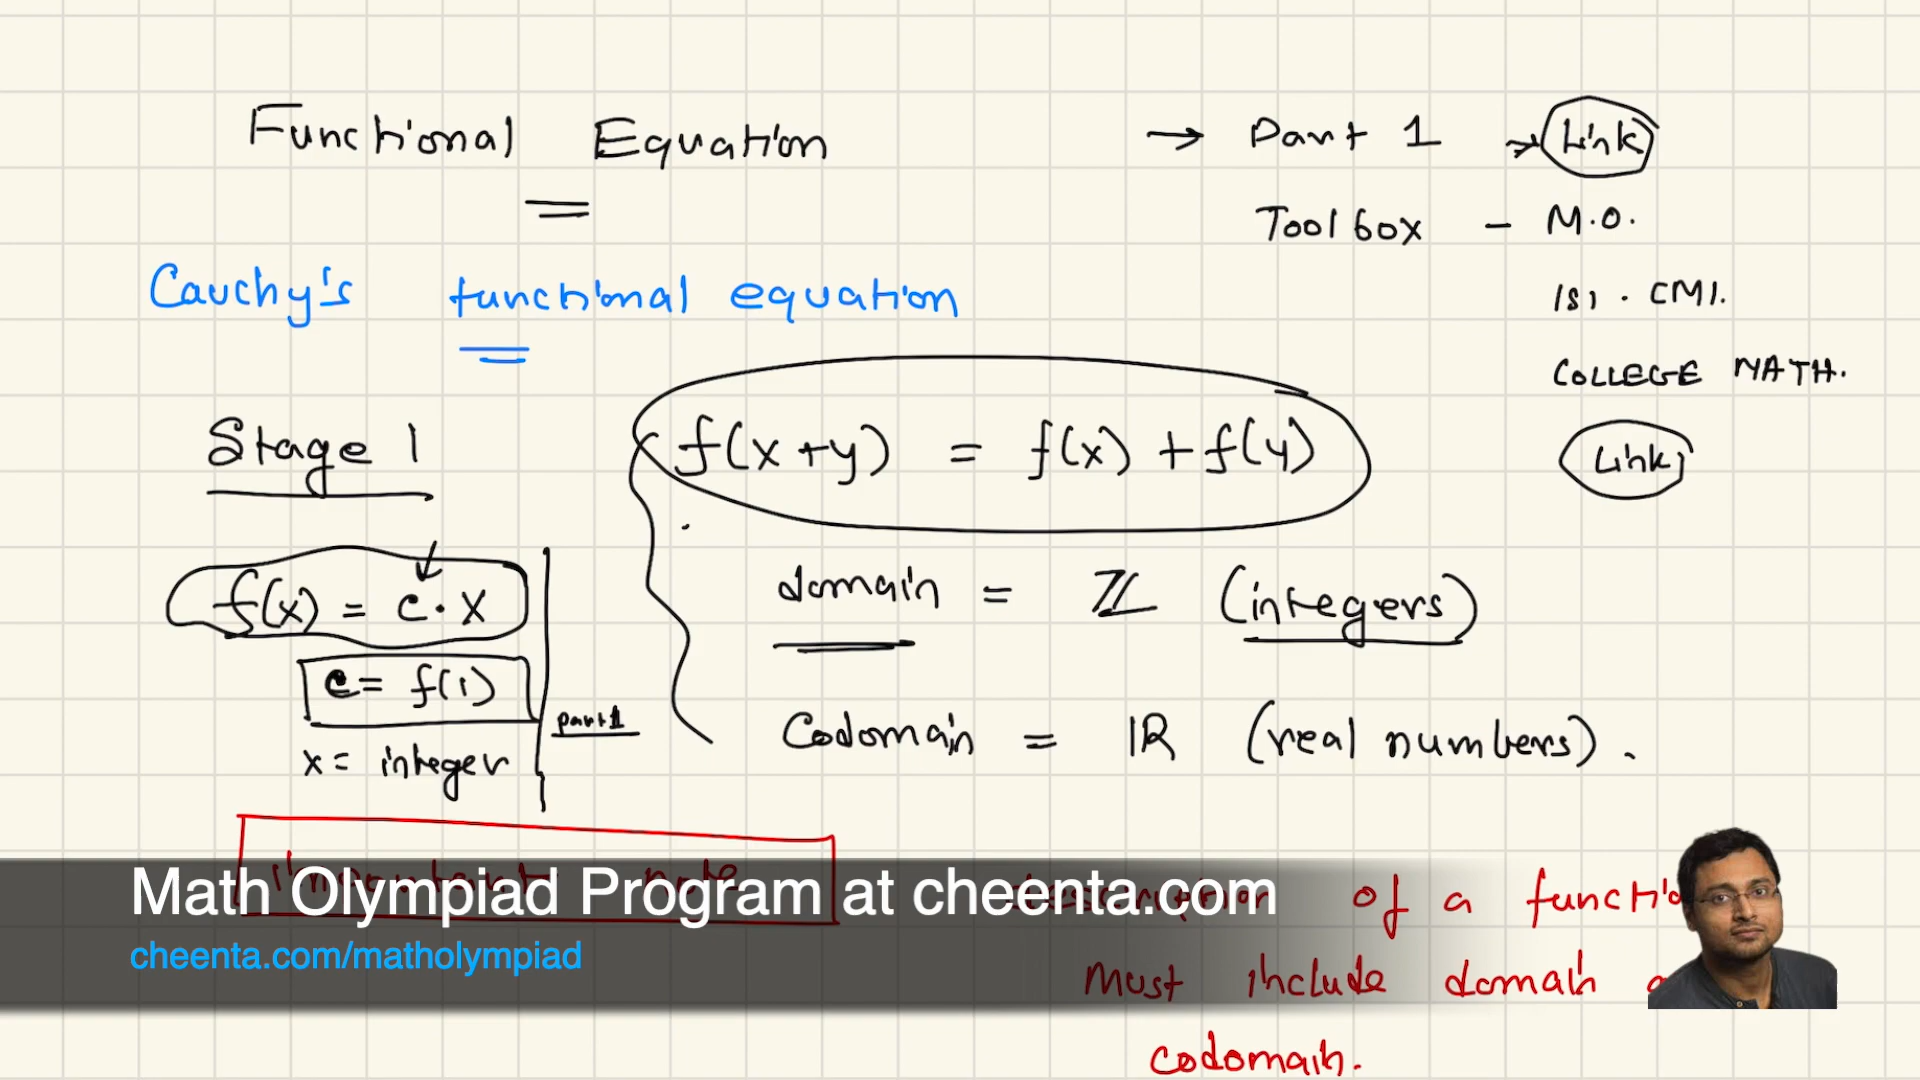 Functional Equation
→ Part 1 → Link
Toolbox - M.O.
ISI . CMI.
COLLEGE MATH.
Link
Cauchy's functional equation
Stage 1
f(x+y) = f(x) + f(y)
f(x) = c·x
c = f(1)
x = integer
part 1
domain = ℤ (integers)
Codomain = ℝ (real numbers).
Math Olympiad Program at cheenta.com
cheenta.com/matholympiad
of a functio
must include domain
codomain.